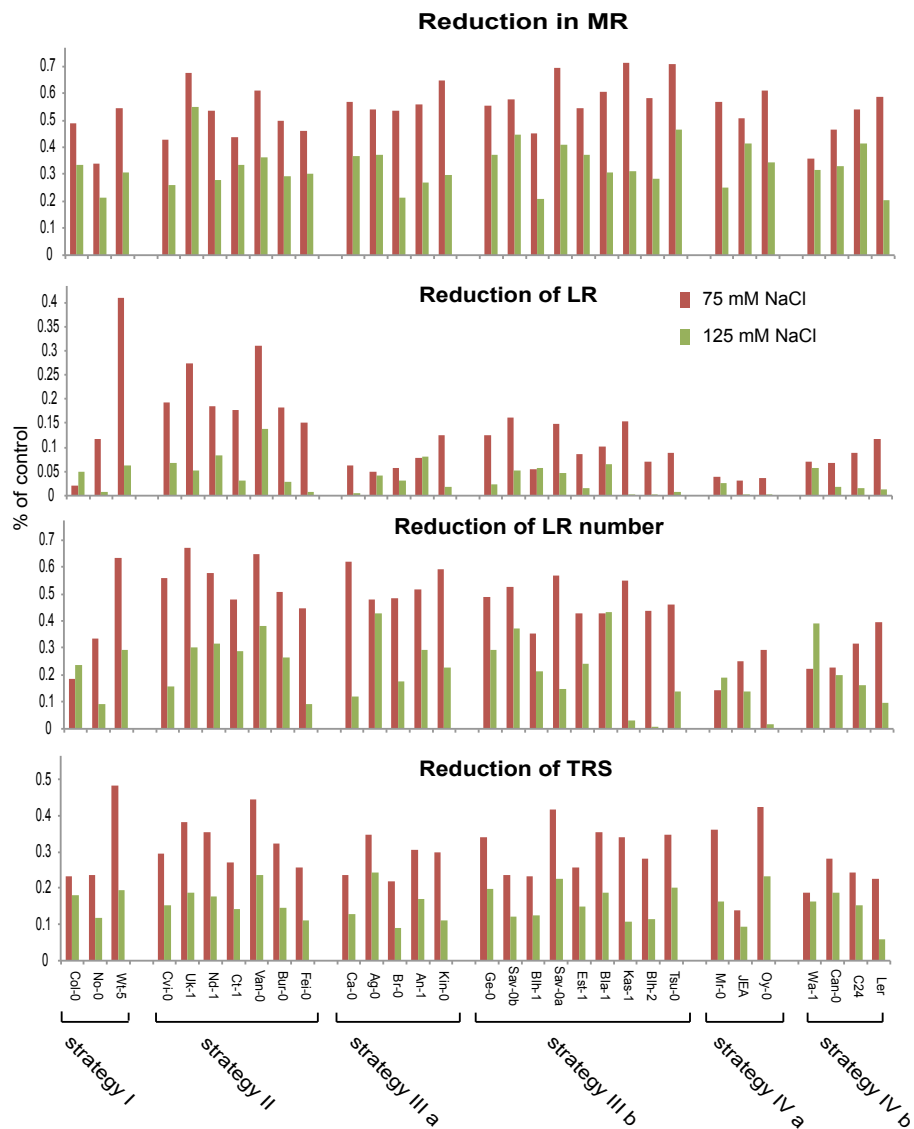 Reduction in MR
0.7
0.6
0.5
0.4
0.3
0.2
0.1
0
Reduction of LR
75 mM NaCl
125 mM NaCl
0.4
0.35
0.3
0.25
0.2
0.15
0.1
0.05
0
% of control
Reduction of LR number
0.7
0.6
0.5
0.4
0.3
0.2
0.1
0
Reduction of TRS
0.5
0.4
0.3
0.2
0.1
0
Col-0
No-0
Wt-5
Cvi-0
Uk-1
Nd-1
Ct-1
Van-0
Bur-0
Fei-0
Ca-0
Ag-0
Br-0
An-1
Kin-0
Ge-0
Sav-0b
Blh-1
Sav-0a
Est-1
Bla-1
Kas-1
Blh-2
Tsu-0
Mr-0
JEA
Oy-0
Wa-1
Can-0
C24
Ler
strategy I
strategy II
strategy III a
strategy III b
strategy IV a
strategy IV b